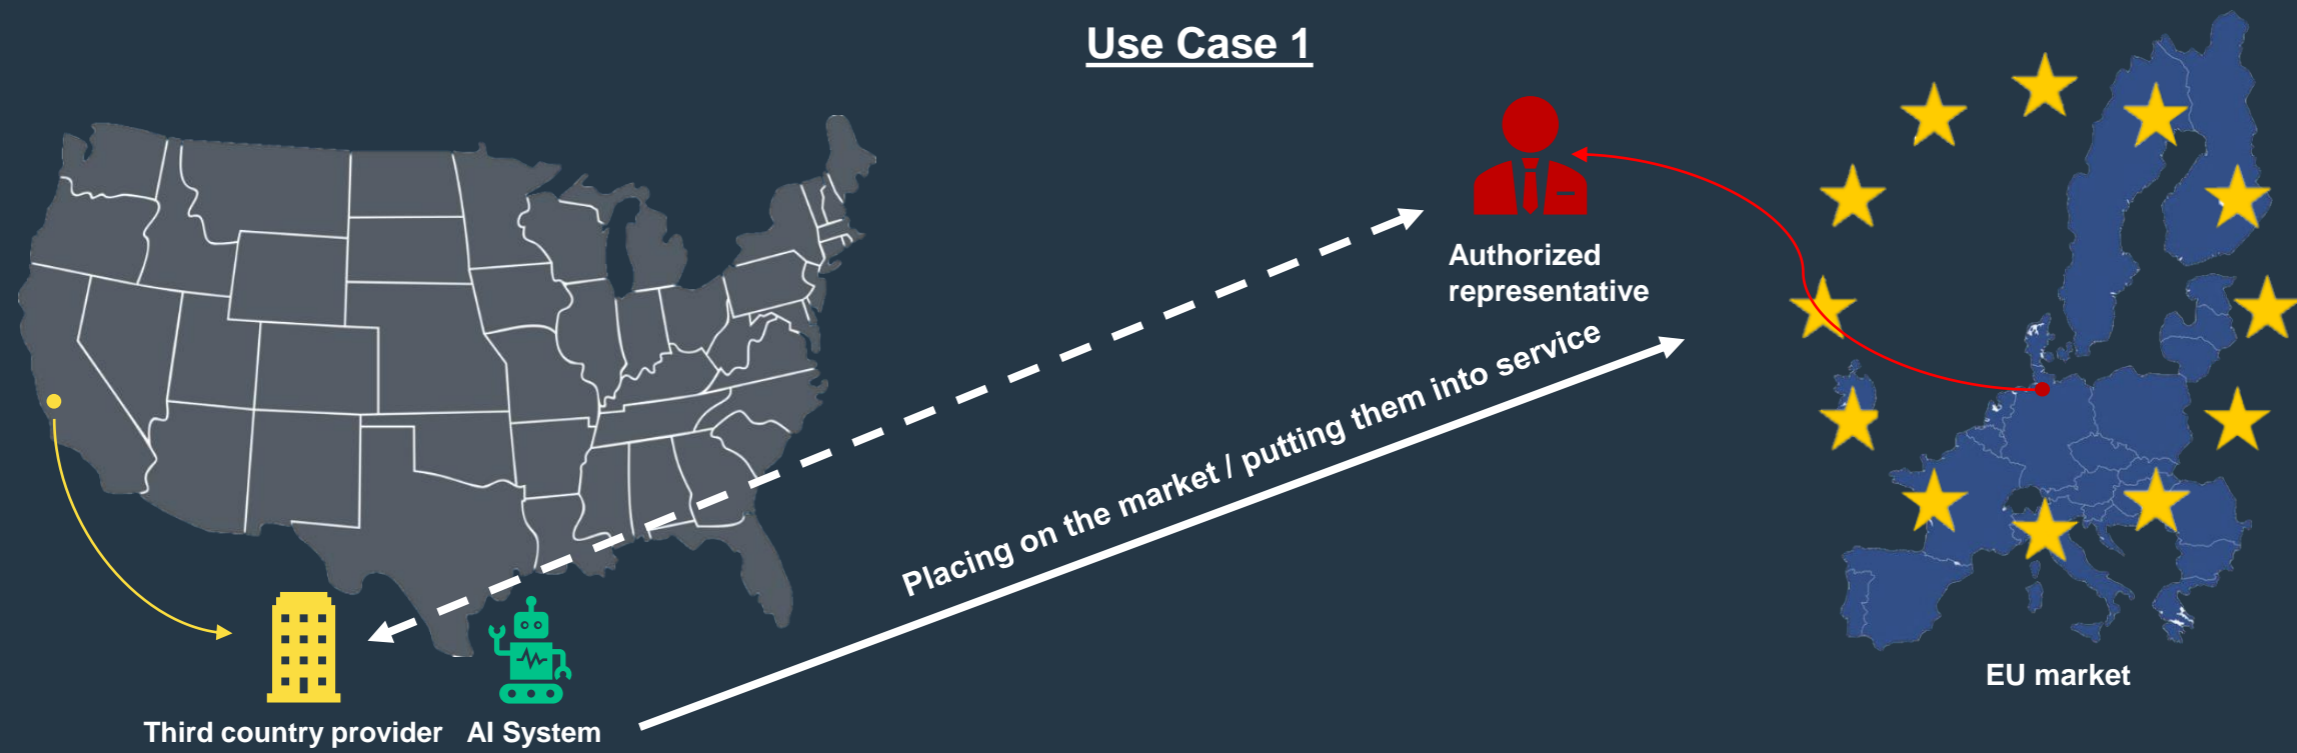 Use Case 1
Authorized
representative
Placing on the market / putting them into service
Third country provider
AI System
EU market